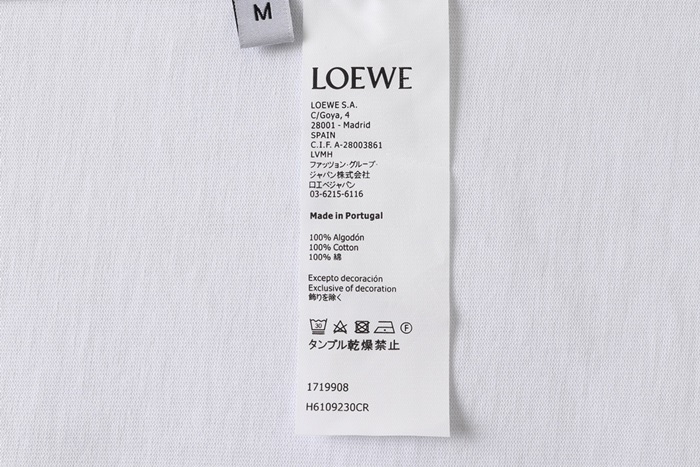 M
LOEWE
LOEWE S.A.
C/Goya, 4
28001 - Madrid
SPAIN
C.I.F. A-28003861
LVMH
ファッション・グループ・
ジャパン株式会社
ロエベジャパン
03-6215-6116
Made in Portugal
100% Algodón
100% Cotton
100% 綿
Excepto decoración
Exclusive of decoration
飾りを除く
30 F
タンブル乾燥禁止
1719908
H6109230CR